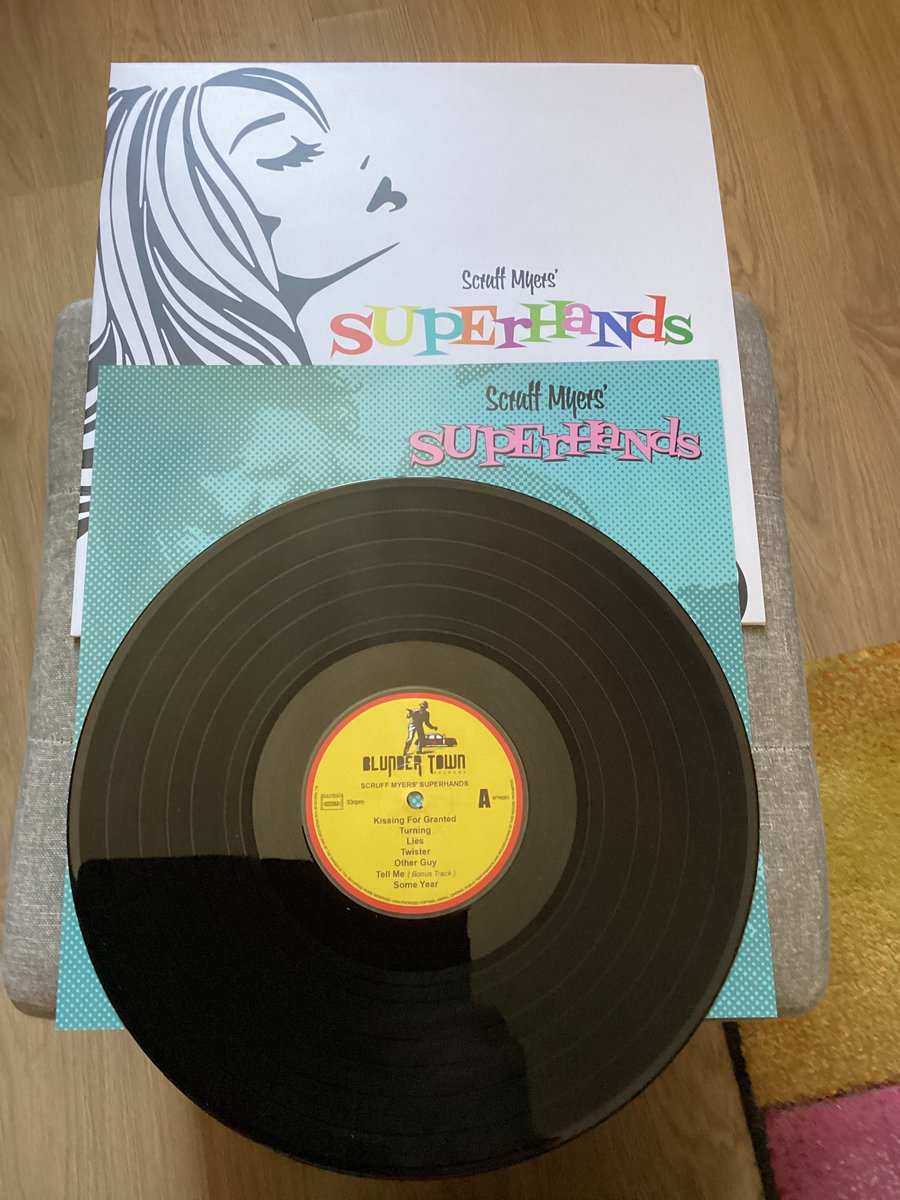 Scruff Myers'
SUPErHaNds
Scruff Myers'
SUPErHaNds
BLUNDER TOWN
RECORDS
SCRUFF MYERS' SUPERHANDS
33rpm
A
Kissing For Granted
Turning
Lies
Twister
Other Guy
Tell Me ( Bonus Track )
Some Year